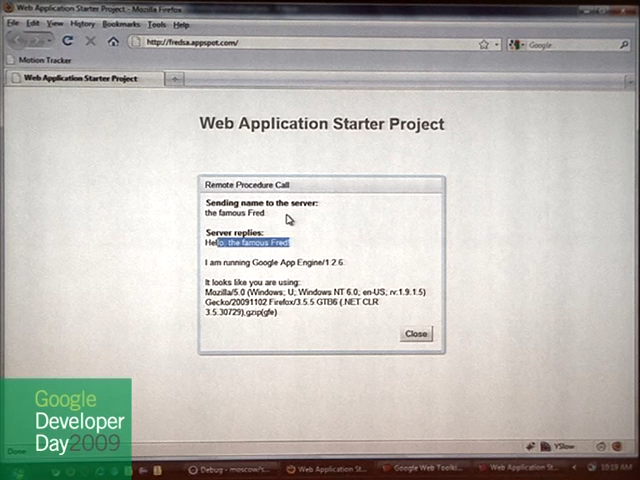 Web Application Starter Project - Mozilla Firefox
File Edit View History Bookmarks Tools Help
http://fredsa.appspot.com/
Google
Motion Tracker
Web Application Starter Project
Web Application Starter Project
Remote Procedure Call
Sending name to the server:
the famous Fred
Server replies:
Hello, the famous Fred!
I am running Google App Engine/1.2.6.
It looks like you are using:
Mozilla/5.0 (Windows; U; Windows NT 6.0; en-US; rv:1.9.1.5)
Gecko/20091102 Firefox/3.5.5 GTB6 (.NET CLR
3.5.30729),gzip(gfe)
Close
Google
Developer
Day2009
Done
YSlow
Debug - moscow/s...
Web Application St...
Google Web Toolki...
Web Application St...
10:19 AM